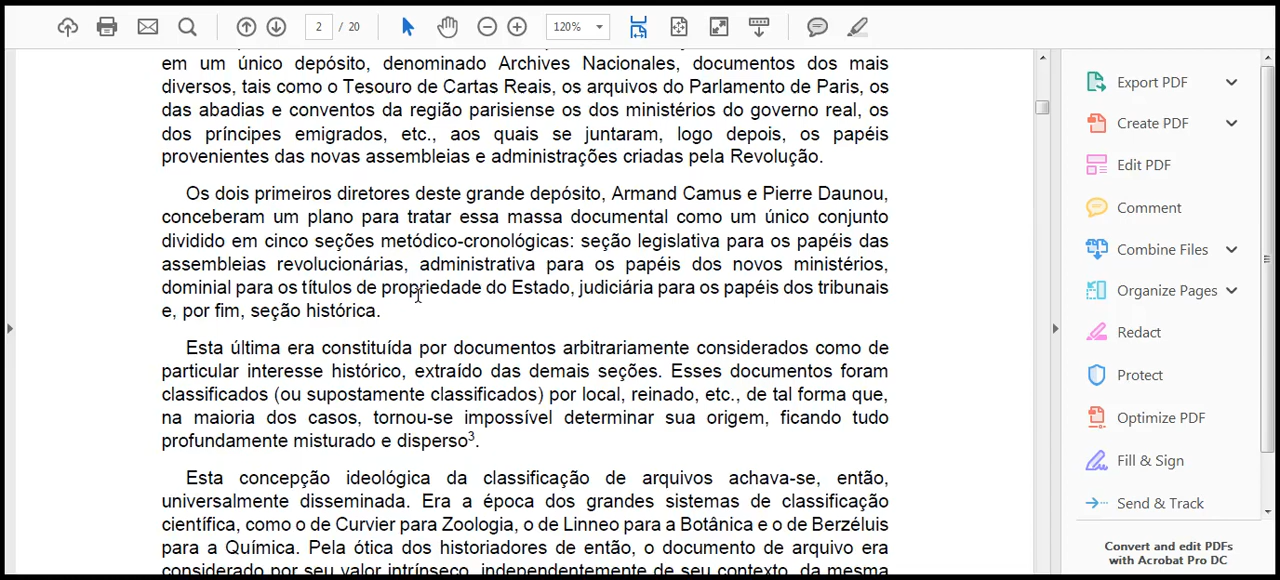 2 / 20
120%
em um único depósito, denominado Archives Nacionales, documentos dos mais
diversos, tais como o Tesouro de Cartas Reais, os arquivos do Parlamento de Paris, os
das abadias e conventos da região parisiense os dos ministérios do governo real, os
dos príncipes emigrados, etc., aos quais se juntaram, logo depois, os papéis
provenientes das novas assembleias e administrações criadas pela Revolução.
Os dois primeiros diretores deste grande depósito, Armand Camus e Pierre Daunou,
conceberam um plano para tratar essa massa documental como um único conjunto
dividido em cinco seções metódico-cronológicas: seção legislativa para os papéis das
assembleias revolucionárias, administrativa para os papéis dos novos ministérios,
dominial para os títulos de propriedade do Estado, judiciária para os papéis dos tribunais
e, por fim, seção histórica.
Esta última era constituída por documentos arbitrariamente considerados como de
particular interesse histórico, extraído das demais seções. Esses documentos foram
classificados (ou supostamente classificados) por local, reinado, etc., de tal forma que,
na maioria dos casos, tornou-se impossível determinar sua origem, ficando tudo
profundamente misturado e disperso³.
Esta concepção ideológica da classificação de arquivos achava-se, então,
universalmente disseminada. Era a época dos grandes sistemas de classificação
científica, como o de Curvier para Zoologia, o de Linneo para a Botânica e o de Berzéluis
para a Química. Pela ótica dos historiadores de então, o documento de arquivo era
considerado por seu valor intrínseco, independentemente de seu contexto, da mesma
Export PDF
Create PDF
Edit PDF
Comment
Combine Files
Organize Pages
Redact
Protect
Optimize PDF
Fill & Sign
Send & Track
Convert and edit PDFs
with Acrobat Pro DC